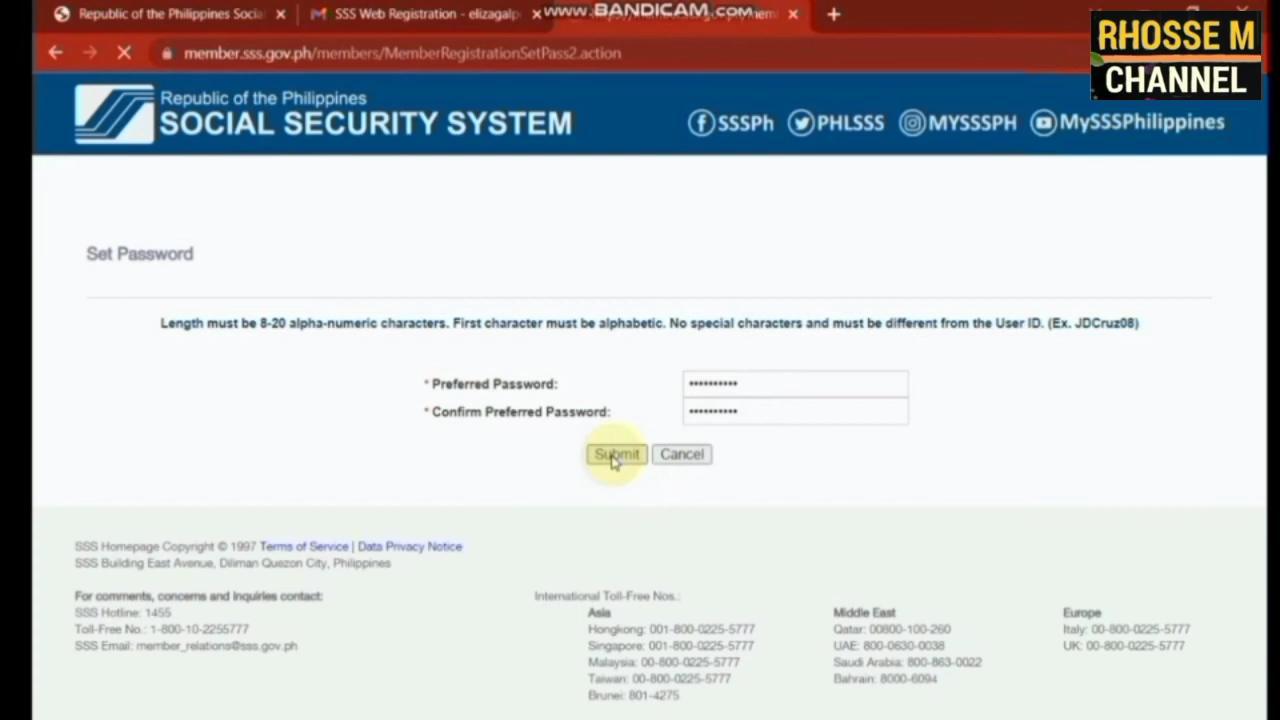 Republic of the Philippines Socia
SSS Web Registration - elizagalp
www.BANDICAM.com
RHOSSE M
CHANNEL
member.sss.gov.ph/members/MemberRegistrationSetPass2.action
Republic of the Philippines
SOCIAL SECURITY SYSTEM
SSSPh
PHLSSS
MYSSSPH
MySSSPhilippines
Set Password
Length must be 8-20 alpha-numeric characters. First character must be alphabetic. No special characters and must be different from the User ID. (Ex. JDCruz08)
* Preferred Password: ••••••••••
* Confirm Preferred Password: ••••••••••
Submit Cancel
SSS Homepage Copyright © 1997 Terms of Service | Data Privacy Notice
SSS Building East Avenue, Diliman Quezon City, Philippines
For comments, concerns and inquiries contact:
SSS Hotline: 1455
Toll-Free No.: 1-800-10-2255777
SSS Email: member_relations@sss.gov.ph
International Toll-Free Nos.:
Asia
Hongkong: 001-800-0225-5777
Singapore: 001-800-0225-5777
Malaysia: 00-800-0225-5777
Taiwan: 00-800-0225-5777
Brunei: 801-4275
Middle East
Qatar: 00800-100-260
UAE: 800-0630-0038
Saudi Arabia: 800-863-0022
Bahrain: 8000-6094
Europe
Italy: 00-800-0225-5777
UK: 00-800-0225-5777